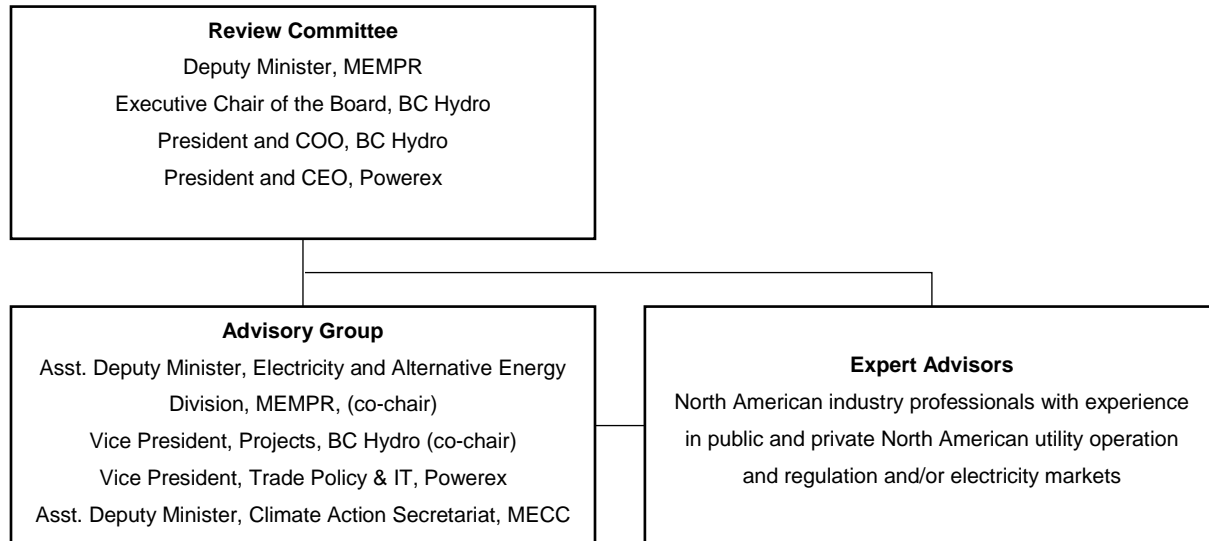 Review Committee
Deputy Minister, MEMPR
Executive Chair of the Board, BC Hydro
President and COO, BC Hydro
President and CEO, Powerex
Advisory Group
Asst. Deputy Minister, Electricity and Alternative Energy
Division, MEMPR, (co-chair)
Vice President, Projects, BC Hydro (co-chair)
Vice President, Trade Policy & IT, Powerex
Asst. Deputy Minister, Climate Action Secretariat, MECC
Expert Advisors
North American industry professionals with experience
in public and private North American utility operation
and regulation and/or electricity markets